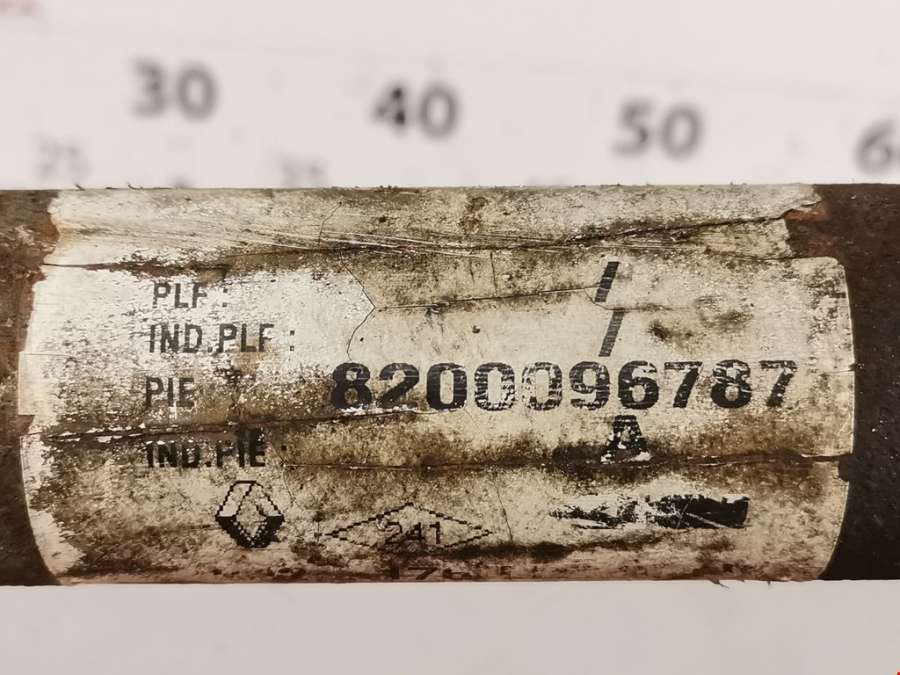 30 40 50
PLF : /
IND.PLF : /
PIE : 8200096787
IND.PIE : A
241